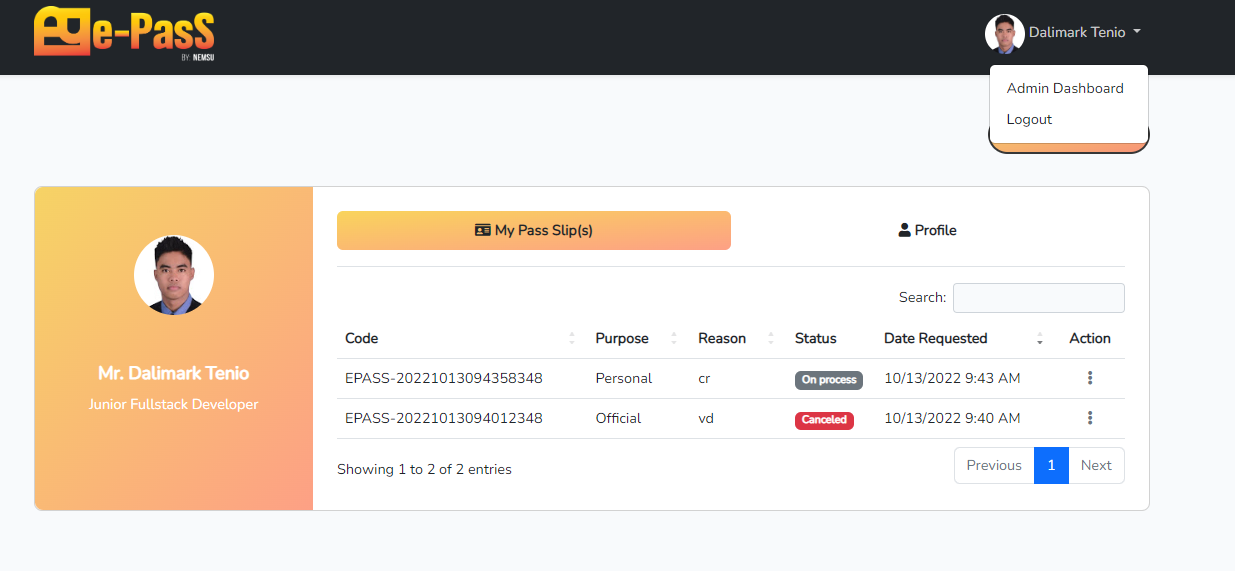 e-PasS
BY: NEMSU
Dalimark Tenio
Admin Dashboard
Logout
My Pass Slip(s)
Profile
Search:
Mr. Dalimark Tenio
Junior Fullstack Developer
Code Purpose Reason Status Date Requested Action
EPASS-20221013094358348 Personal cr On process 10/13/2022 9:43 AM
EPASS-20221013094012348 Official vd Canceled 10/13/2022 9:40 AM
Showing 1 to 2 of 2 entries
Previous 1 Next